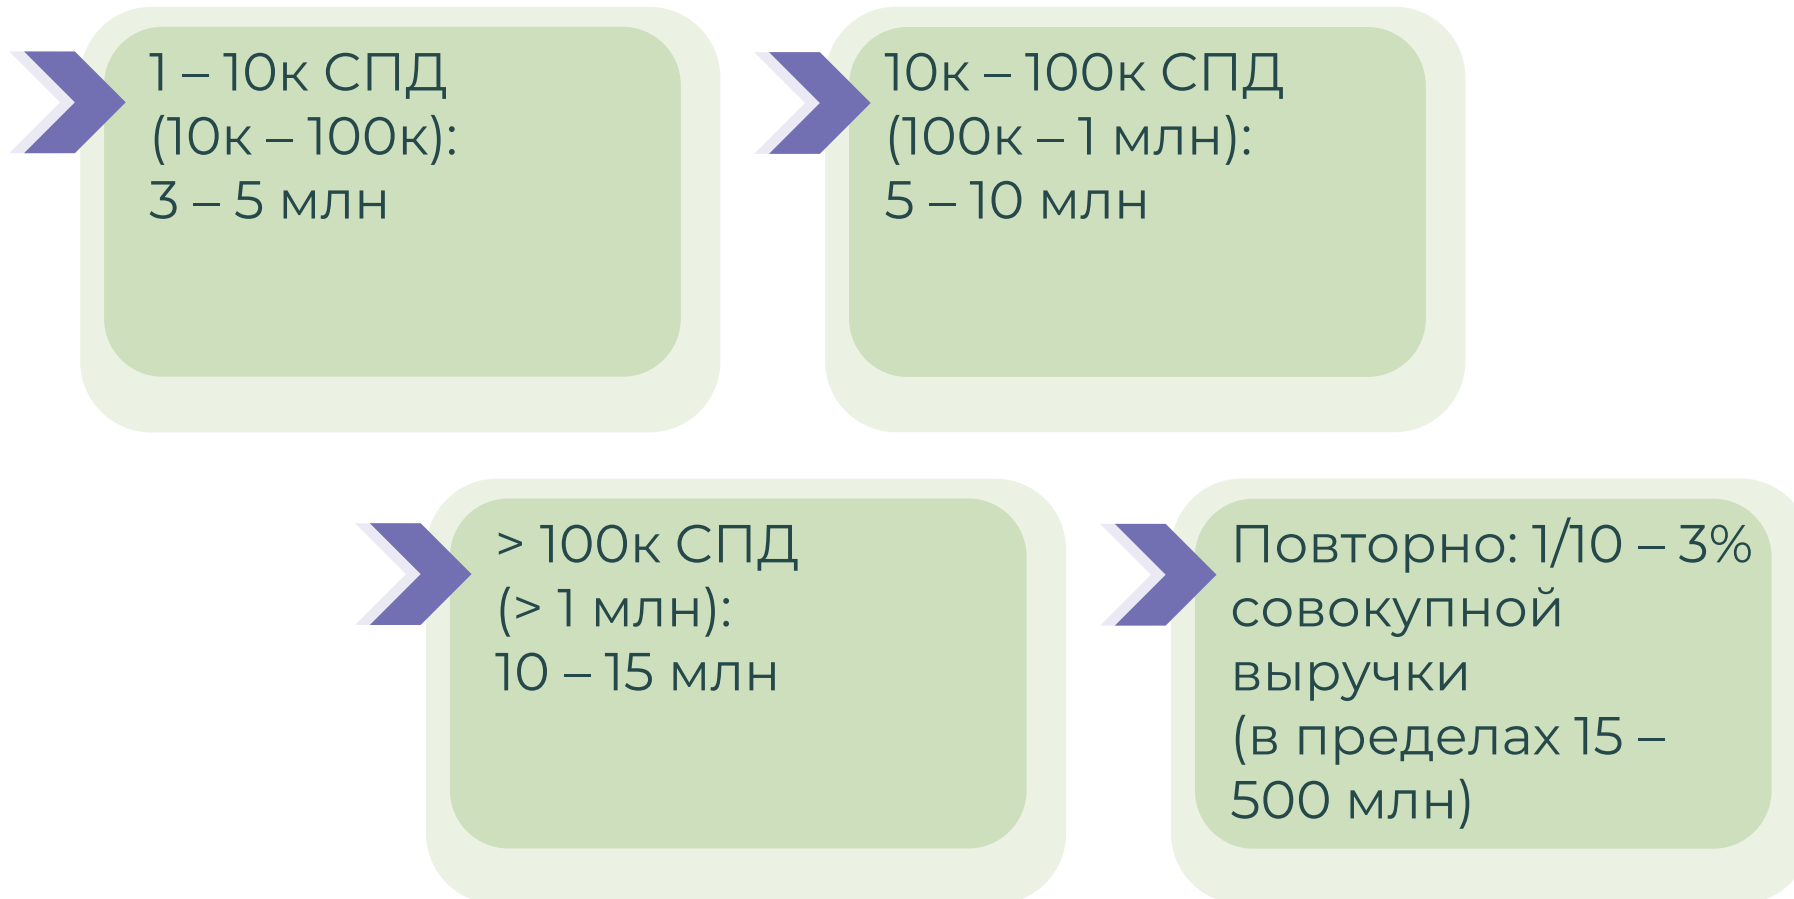 1 – 10к СПД
(10к – 100к):
3 – 5 млн
10к – 100к СПД
(100к – 1 млн):
5 – 10 млн
> 100к СПД
(> 1 млн):
10 – 15 млн
Повторно: 1/10 – 3%
совокупной
выручки
(в пределах 15 –
500 млн)